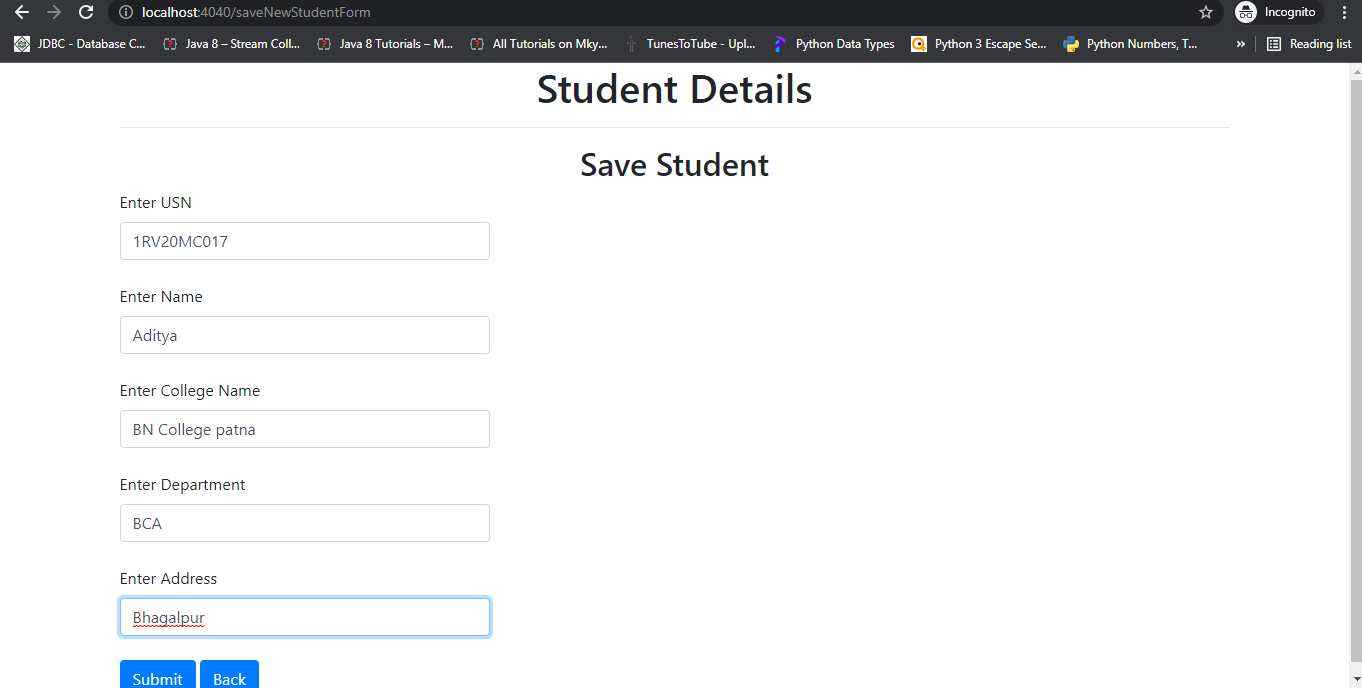 localhost:4040/saveNewStudentForm
Incognito
JDBC - Database C... Java 8 – Stream Coll... Java 8 Tutorials – M... All Tutorials on Mky... TunesToTube - Upl... Python Data Types Python 3 Escape Se... Python Numbers, T... » Reading list
Student Details
Save Student
Enter USN
1RV20MC017
Enter Name
Aditya
Enter College Name
BN College patna
Enter Department
BCA
Enter Address
Bhagalpur
Submit Back